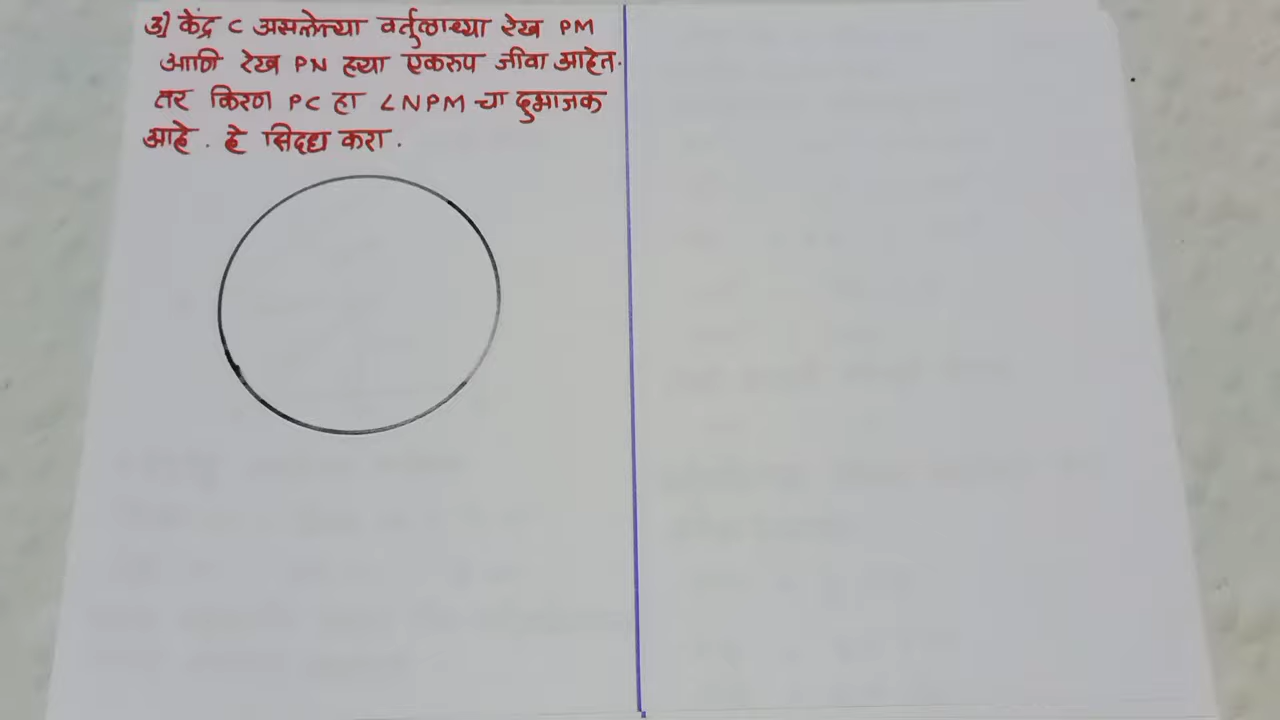 3) केंद्र C असलेल्या वर्तुळाच्या रेख PM
आणि रेख PN ह्या एकरुप जीवा आहेत.
तर किरण PC हा ∠NPM चा दुभाजक
आहे. हे सिद्ध करा.